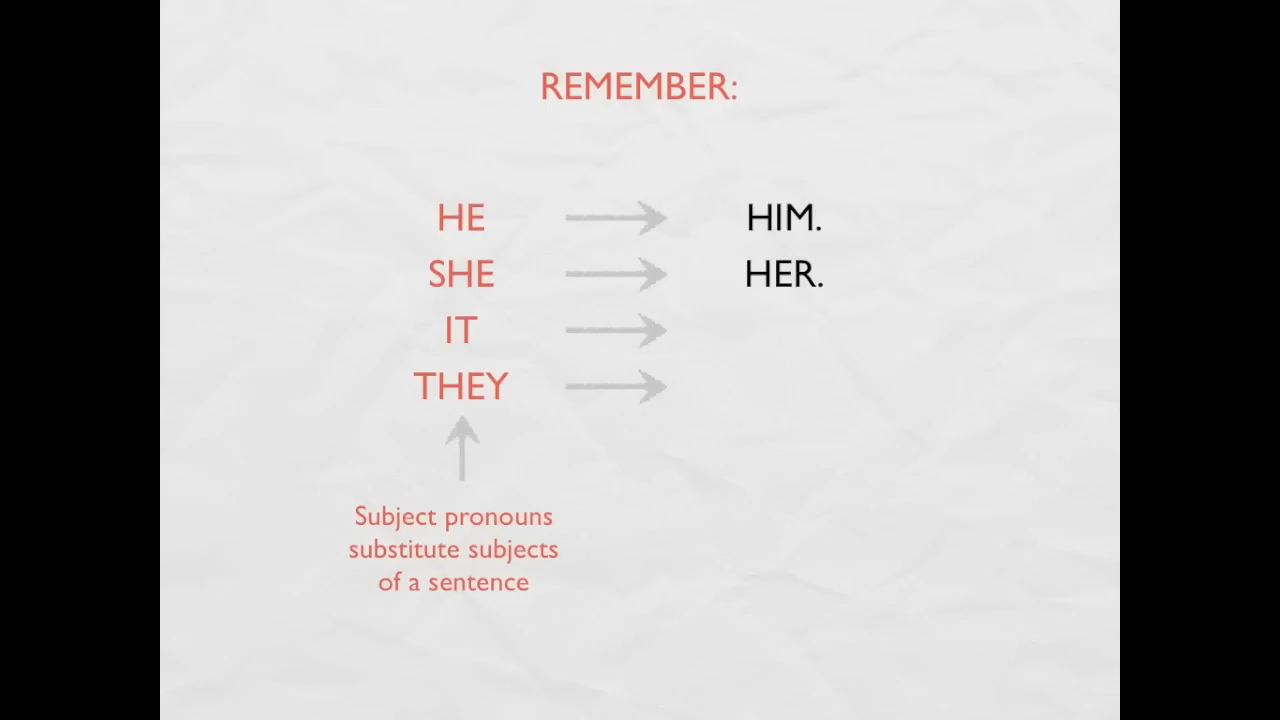 REMEMBER:
HE HIM.
SHE HER.
IT
THEY
Subject pronouns
substitute subjects
of a sentence